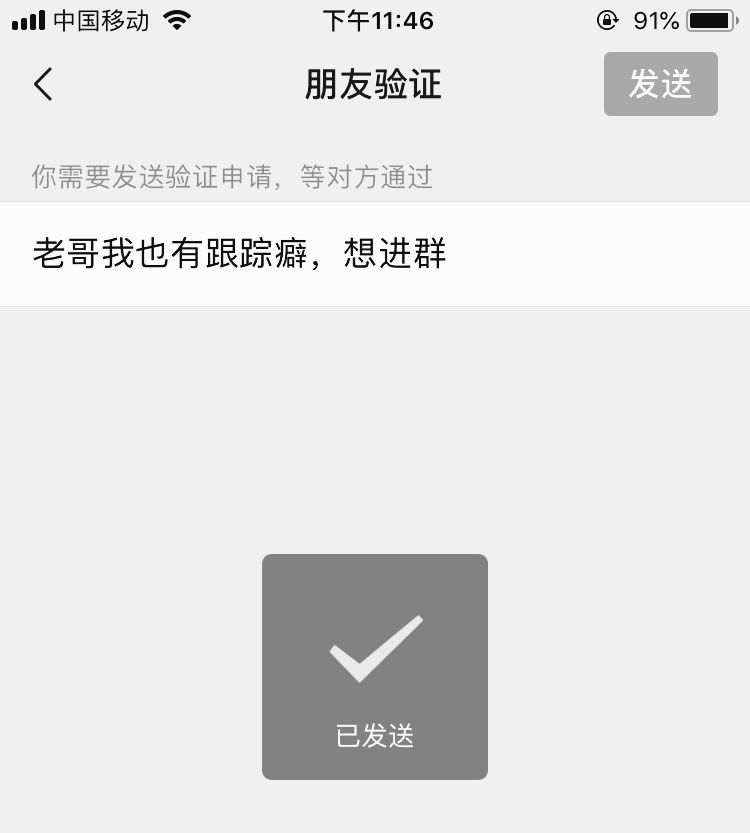 中国移动 下午11:46 91%
朋友验证 发送
你需要发送验证申请，等对方通过
老哥我也有跟踪癖，想进群
已发送